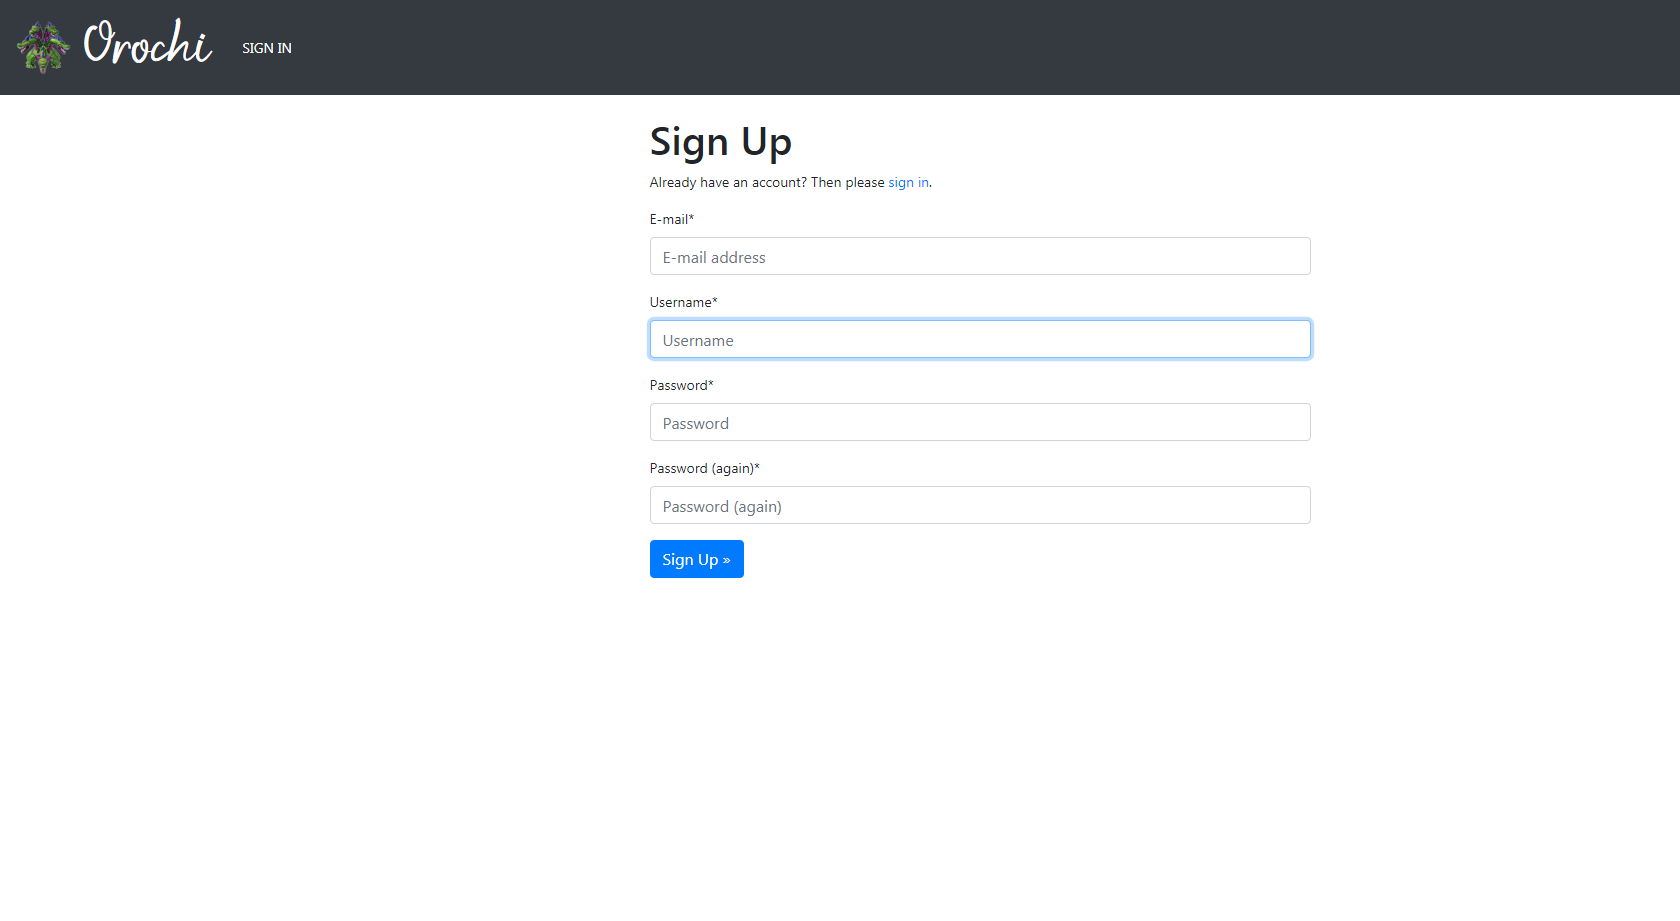 Orochi
SIGN IN
Sign Up
Already have an account? Then please sign in.
E-mail*
E-mail address
Username*
Username
Password*
Password
Password (again)*
Password (again)
Sign Up »